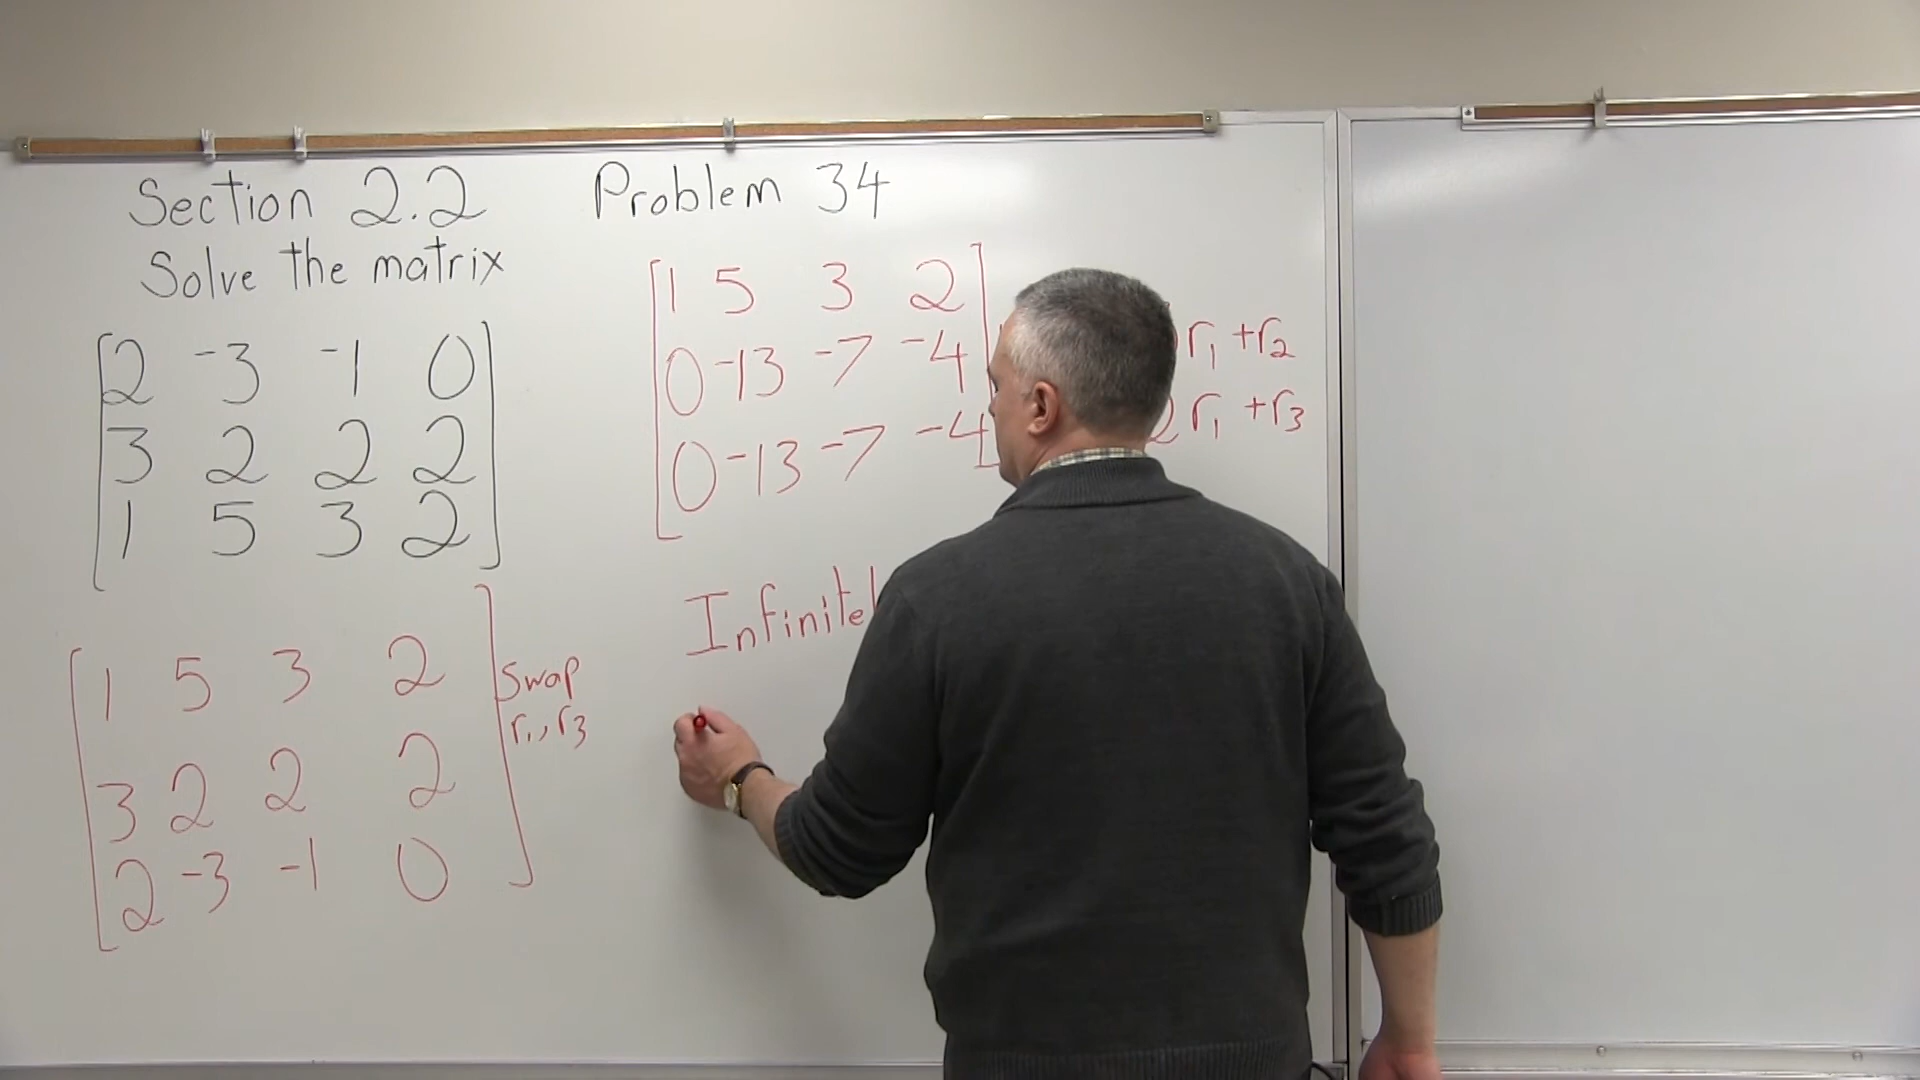 Section 2.2
Solve the matrix
2 -3 -1 0
3 2 2 2
1 5 3 2
1 5 3 2
3 2 2 2
2 -3 -1 0
swap
r1, r3
Problem 34
1 5 3 2
0 -13 -7 -4
r1 +r2
0 -13 -7 -4
2 r1 +r3